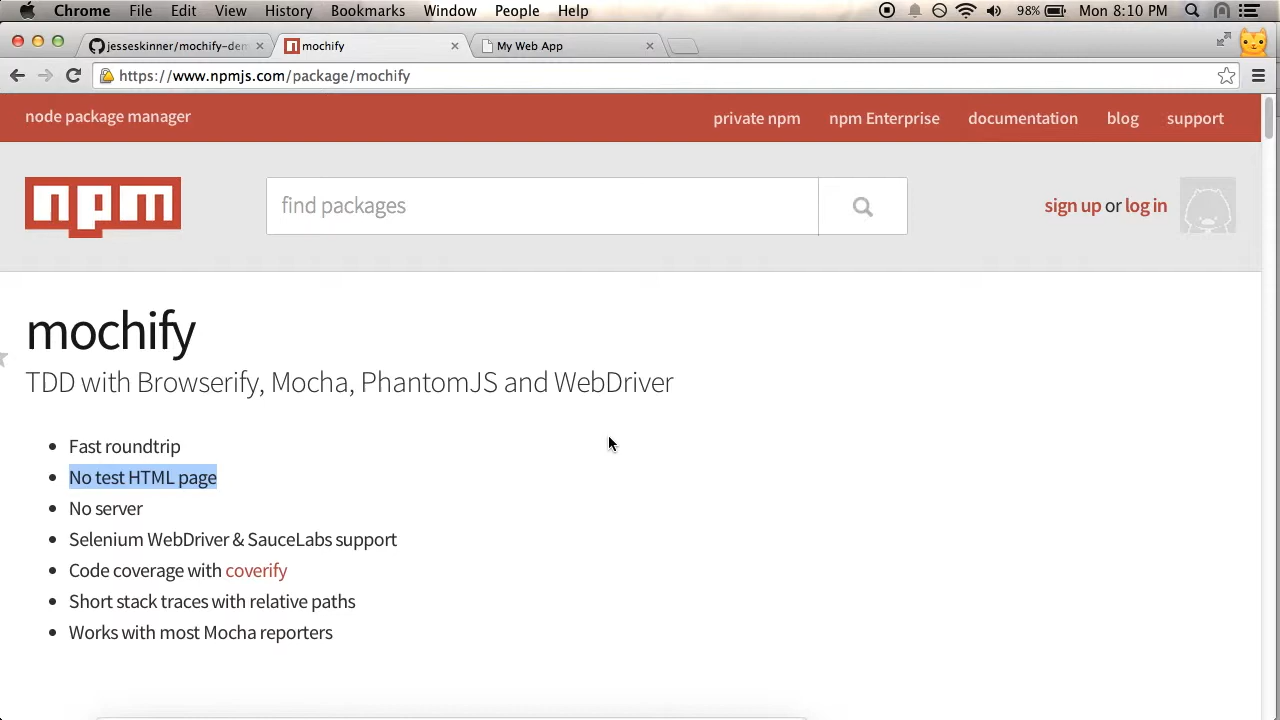 Chrome File Edit View History Bookmarks Window People Help 98% Mon 8:10 PM
jesseskinner/mochify-dem mochify My Web App
https://www.npmjs.com/package/mochify
node package manager private npm npm Enterprise documentation blog support
npm find packages sign up or log in
mochify
TDD with Browserify, Mocha, PhantomJS and WebDriver
• Fast roundtrip
• No test HTML page
• No server
• Selenium WebDriver & SauceLabs support
• Code coverage with coverify
• Short stack traces with relative paths
• Works with most Mocha reporters